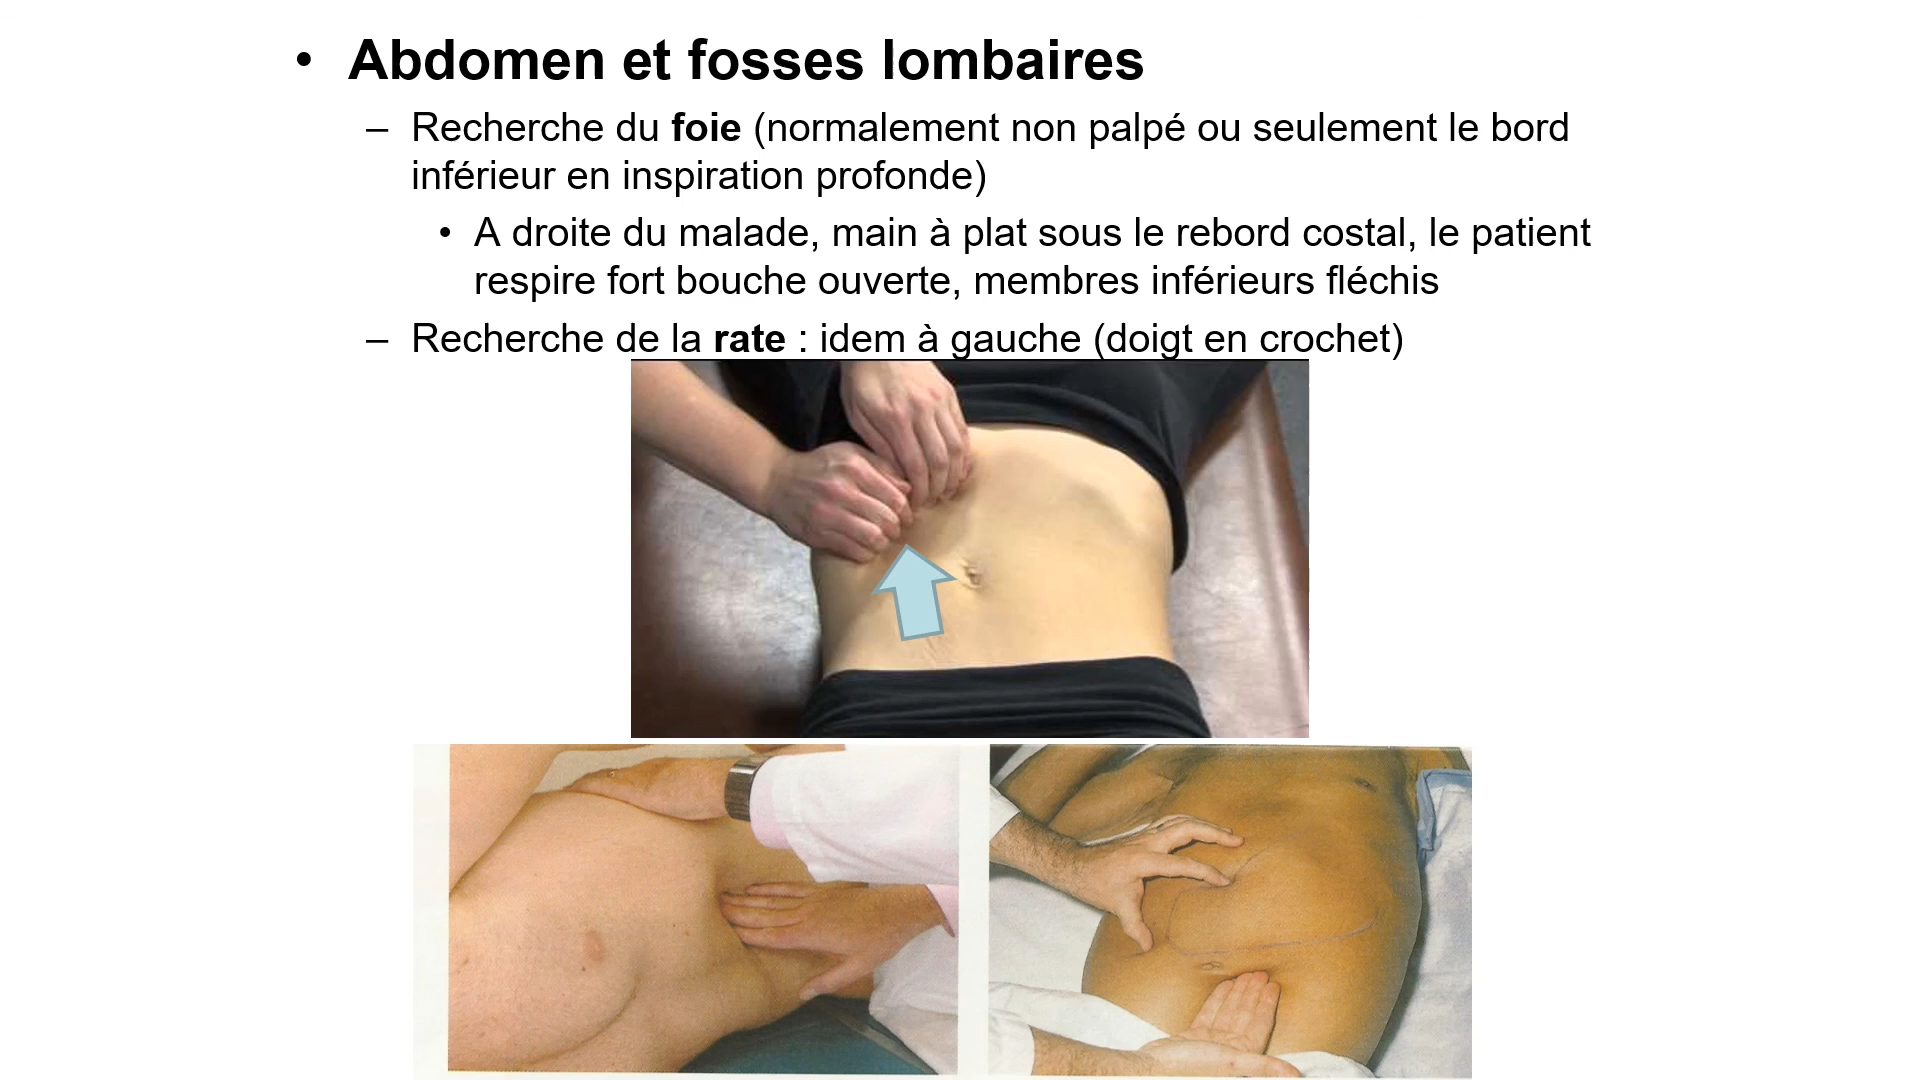 • Abdomen et fosses lombaires
– Recherche du foie (normalement non palpé ou seulement le bord
inférieur en inspiration profonde)
• A droite du malade, main à plat sous le rebord costal, le patient
respire fort bouche ouverte, membres inférieurs fléchis
– Recherche de la rate : idem à gauche (doigt en crochet)